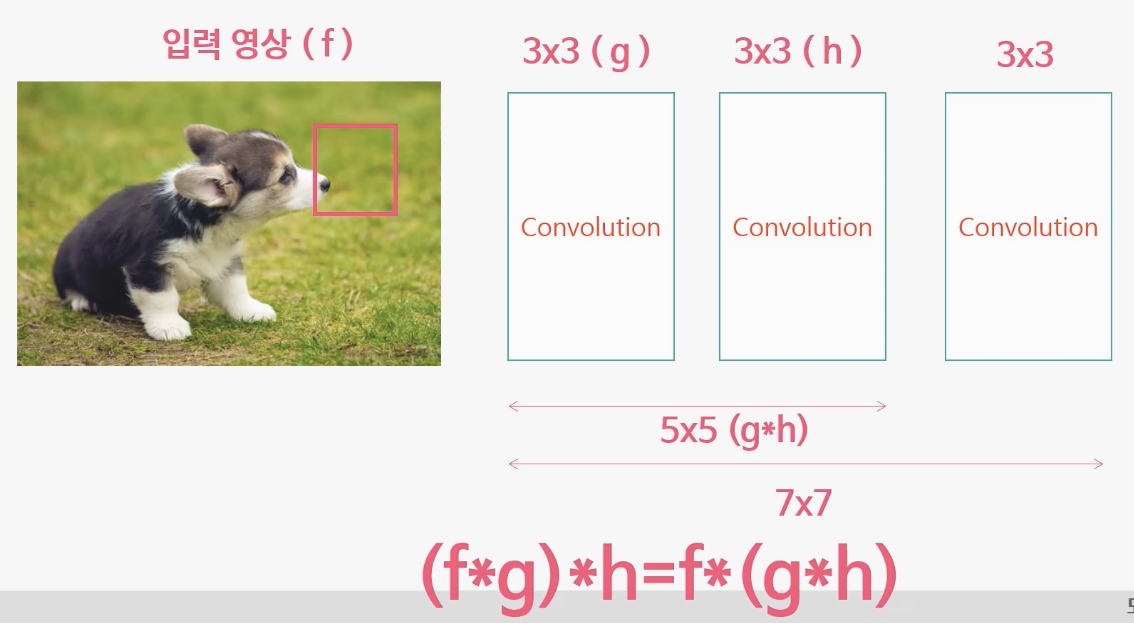 입력 영상 ( f )
3x3 ( g )
3x3 ( h )
3x3
Convolution
Convolution
Convolution
5x5 (g*h)
7x7
(f*g)*h=f*(g*h)